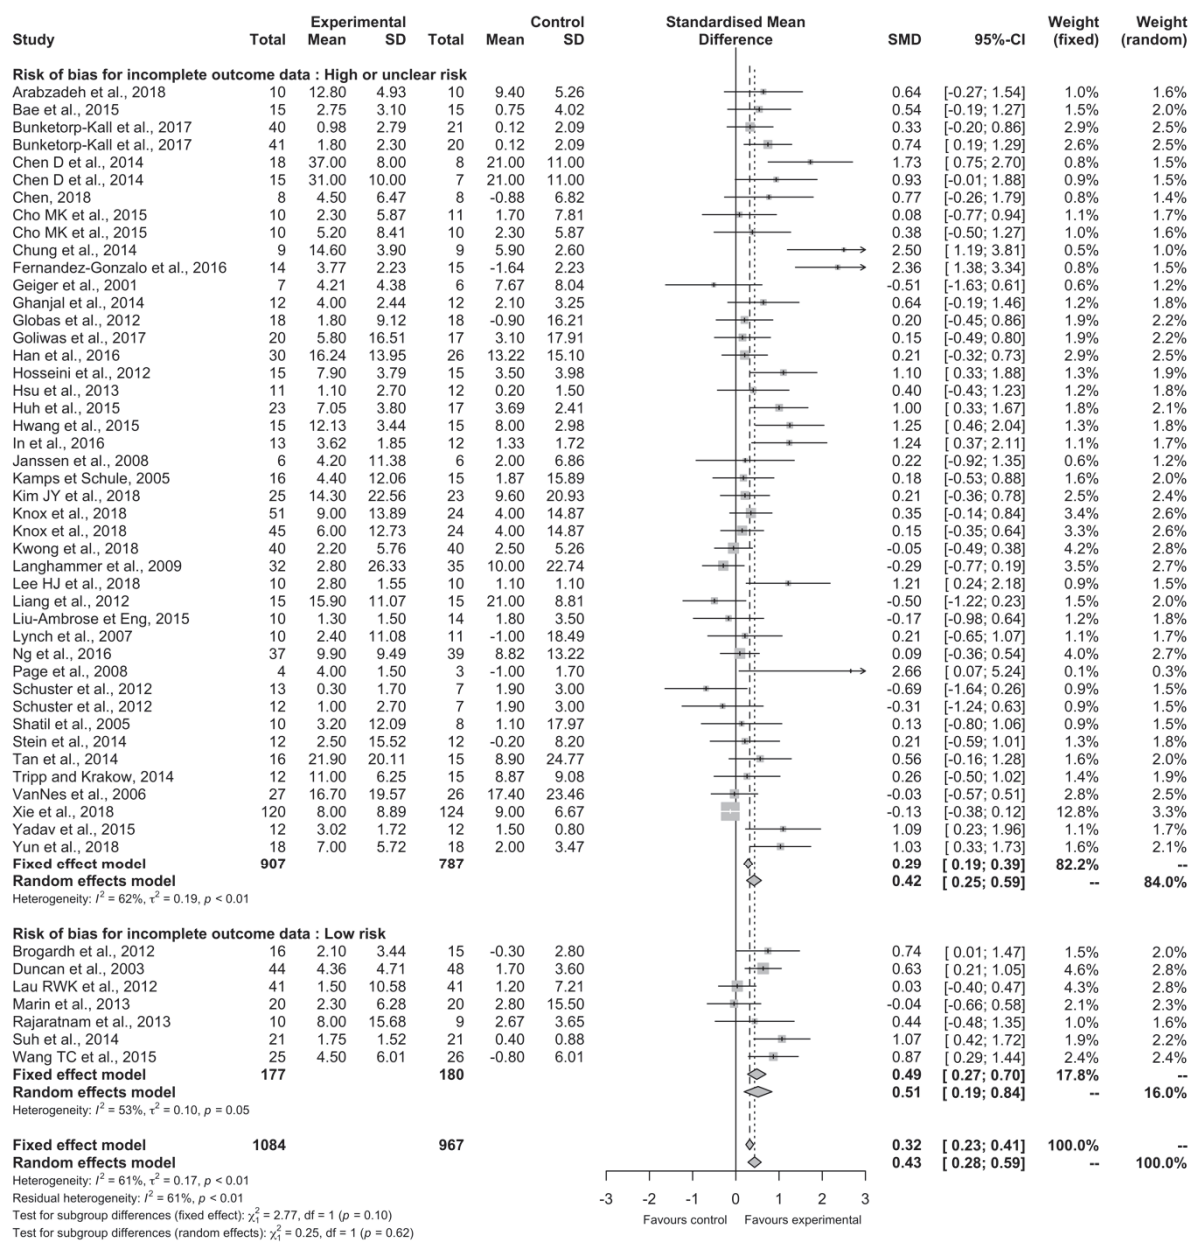 Experimental Control Standardised Mean Weight Weight
Study Total Mean SD Total Mean SD Difference SMD 95%-CI (fixed) (random)
Risk of bias for incomplete outcome data : High or unclear risk
Arabzadeh et al., 2018 10 12.80 4.93 10 9.40 5.26 0.64 [-0.27; 1.54] 1.0% 1.6%
Bae et al., 2015 15 2.75 3.10 15 0.75 4.02 0.54 [-0.19; 1.27] 1.5% 2.0%
Bunketorp-Kall et al., 2017 40 0.98 2.79 21 0.12 2.09 0.33 [-0.20; 0.86] 2.9% 2.5%
Bunketorp-Kall et al., 2017 41 1.80 2.30 20 0.12 2.09 0.74 [ 0.19; 1.29] 2.6% 2.5%
Chen D et al., 2014 18 37.00 8.00 8 21.00 11.00 1.73 [ 0.75; 2.70] 0.8% 1.5%
Chen D et al., 2014 15 31.00 10.00 7 21.00 11.00 0.93 [-0.01; 1.88] 0.9% 1.5%
Chen, 2018 8 4.50 6.47 8 -0.88 6.82 0.77 [-0.26; 1.79] 0.8% 1.4%
Cho MK et al., 2015 10 2.30 5.87 11 1.70 7.81 0.08 [-0.77; 0.94] 1.1% 1.7%
Cho MK et al., 2015 10 5.20 8.41 10 2.30 5.87 0.38 [-0.50; 1.27] 1.0% 1.6%
Chung et al., 2014 9 14.60 3.90 9 5.90 2.60 2.50 [ 1.19; 3.81] 0.5% 1.0%
Fernandez-Gonzalo et al., 2016 14 3.77 2.23 15 -1.64 2.23 2.36 [ 1.38; 3.34] 0.8% 1.5%
Geiger et al., 2001 7 4.21 4.38 6 7.67 8.04 -0.51 [-1.63; 0.61] 0.6% 1.2%
Ghanjal et al., 2014 12 4.00 2.44 12 2.10 3.25 0.64 [-0.19; 1.46] 1.2% 1.8%
Globas et al., 2012 18 1.80 9.12 18 -0.90 16.21 0.20 [-0.45; 0.86] 1.9% 2.2%
Goliwas et al., 2017 20 5.80 16.51 17 3.10 17.91 0.15 [-0.49; 0.80] 1.9% 2.2%
Han et al., 2016 30 16.24 13.95 26 13.22 15.10 0.21 [-0.32; 0.73] 2.9% 2.5%
Hosseini et al., 2012 15 7.90 3.79 15 3.50 3.98 1.10 [ 0.33; 1.88] 1.3% 1.9%
Hsu et al., 2013 11 1.10 2.70 12 0.20 1.50 0.40 [-0.43; 1.23] 1.2% 1.8%
Huh et al., 2015 23 7.05 3.80 17 3.69 2.41 1.00 [ 0.33; 1.67] 1.8% 2.1%
Hwang et al., 2015 15 12.13 3.44 15 8.00 2.98 1.25 [ 0.46; 2.04] 1.3% 1.8%
In et al., 2016 13 3.62 1.85 12 1.33 1.72 1.24 [ 0.37; 2.11] 1.1% 1.7%
Janssen et al., 2008 6 4.20 11.38 6 2.00 6.86 0.22 [-0.92; 1.35] 0.6% 1.2%
Kamps et Schule, 2005 16 4.40 12.06 15 1.87 15.89 0.18 [-0.53; 0.88] 1.6% 2.1%
Kim JY et al., 2018 25 14.30 22.56 23 9.60 20.93 0.21 [-0.36; 0.78] 2.5% 2.4%
Knox et al., 2018 51 9.00 13.89 24 4.00 14.87 0.35 [-0.14; 0.84] 3.4% 2.6%
Knox et al., 2018 45 6.00 12.73 24 4.00 14.87 0.15 [-0.35; 0.64] 3.3% 2.6%
Kwong et al., 2018 40 2.20 5.76 40 2.50 5.26 -0.05 [-0.49; 0.38] 4.2% 2.8%
Langhammer et al., 2009 32 2.80 26.33 35 10.00 22.74 -0.29 [-0.77; 0.19] 3.5% 2.6%
Lee HJ et al., 2018 10 2.80 1.55 10 1.10 1.10 1.21 [ 0.24; 2.18] 0.9% 1.5%
Liang et al., 2012 15 15.90 11.07 15 21.00 8.81 -0.50 [-1.22; 0.23] 1.5% 2.0%
Liu-Ambrose et Eng, 2015 10 1.30 1.50 14 1.80 3.50 -0.17 [-0.98; 0.64] 1.2% 1.8%
Lynch et al., 2007 10 2.40 11.08 11 -1.00 18.49 0.21 [-0.65; 1.07] 1.1% 1.7%
Ng et al., 2016 37 9.90 9.49 39 8.82 13.22 0.09 [-0.36; 0.54] 4.0% 2.7%
Page et al., 2008 4 4.00 1.50 3 -1.00 1.70 2.66 [ 0.07; 5.24] 0.1% 0.3%
Schuster et al., 2012 13 0.30 1.70 7 1.90 3.00 -0.69 [-1.64; 0.26] 0.9% 1.5%
Schuster et al., 2012 12 1.00 2.70 7 1.90 3.00 -0.31 [-1.24; 0.63] 0.9% 1.5%
Shatil et al., 2005 10 3.20 12.09 8 1.10 17.97 0.13 [-0.80; 1.06] 0.9% 1.5%
Stein et al., 2014 12 2.50 15.52 12 -0.20 8.20 0.21 [-0.59; 1.01] 1.3% 1.8%
Tan et al., 2014 16 21.90 20.11 15 8.90 24.77 0.56 [-0.16; 1.28] 1.5% 2.0%
Tripp and Krakow, 2014 12 11.00 6.25 15 8.87 9.08 0.26 [-0.50; 1.02] 1.4% 1.9%
VanNes et al., 2006 27 16.70 19.57 26 17.40 23.46 -0.03 [-0.57; 0.51] 2.8% 2.5%
Xie et al., 2018 120 8.00 8.89 124 9.00 6.67 -0.13 [-0.38; 0.12] 12.8% 3.3%
Yadav et al., 2015 12 3.02 1.72 12 1.50 0.80 1.09 [ 0.23; 1.96] 1.1% 1.7%
Yun et al., 2018 18 7.00 5.72 18 2.00 3.47 1.03 [ 0.33; 1.73] 1.6% 2.1%
Fixed effect model 907 787 0.29 [ 0.19; 0.39] 82.2% --
Random effects model 0.42 [ 0.25; 0.59] -- 84.0%
Heterogeneity: I² = 62%, τ² = 0.19, p < 0.01
Risk of bias for incomplete outcome data : Low risk
Brogardh et al., 2012 16 2.10 3.44 15 -0.30 2.80 0.74 [ 0.01; 1.47] 1.5% 2.0%
Duncan et al., 2003 44 4.36 4.71 48 1.70 3.60 0.63 [ 0.21; 1.05] 4.6% 2.8%
Lau RWK et al., 2012 41 1.50 10.58 41 1.20 7.21 0.03 [-0.40; 0.47] 4.3% 2.8%
Marin et al., 2013 20 2.30 6.28 20 2.80 15.50 -0.04 [-0.66; 0.58] 2.1% 2.3%
Rajaratnam et al., 2013 10 8.00 15.68 9 2.67 3.65 0.44 [-0.48; 1.35] 1.0% 1.6%
Suh et al., 2014 21 1.75 1.52 21 0.40 0.88 1.07 [ 0.42; 1.72] 1.9% 2.2%
Wang TC et al., 2015 25 4.50 6.01 26 -0.80 6.01 0.87 [ 0.29; 1.44] 2.4% 2.4%
Fixed effect model 177 180 0.49 [ 0.27; 0.70] 17.8% --
Random effects model 0.51 [ 0.19; 0.84] -- 16.0%
Heterogeneity: I² = 53%, τ² = 0.10, p = 0.05
Fixed effect model 1084 967 0.32 [ 0.23; 0.41] 100.0% --
Random effects model 0.43 [ 0.28; 0.59] -- 100.0%
Heterogeneity: I² = 61%, τ² = 0.17, p < 0.01
Residual heterogeneity: I² = 61%, p < 0.01
-3 -2 -1 0 1 2 3
Test for subgroup differences (fixed effect): χ₁² = 2.77, df = 1 (p = 0.10)
Favours control Favours experimental
Test for subgroup differences (random effects): χ₁² = 0.25, df = 1 (p = 0.62)